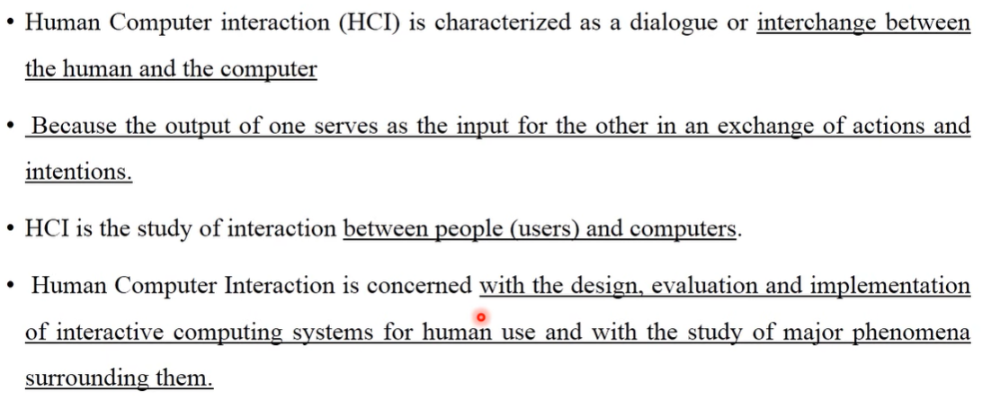 • Human Computer interaction (HCI) is characterized as a dialogue or interchange between
the human and the computer
• Because the output of one serves as the input for the other in an exchange of actions and
intentions.
• HCI is the study of interaction between people (users) and computers.
• Human Computer Interaction is concerned with the design, evaluation and implementation
of interactive computing systems for human use and with the study of major phenomena
surrounding them.